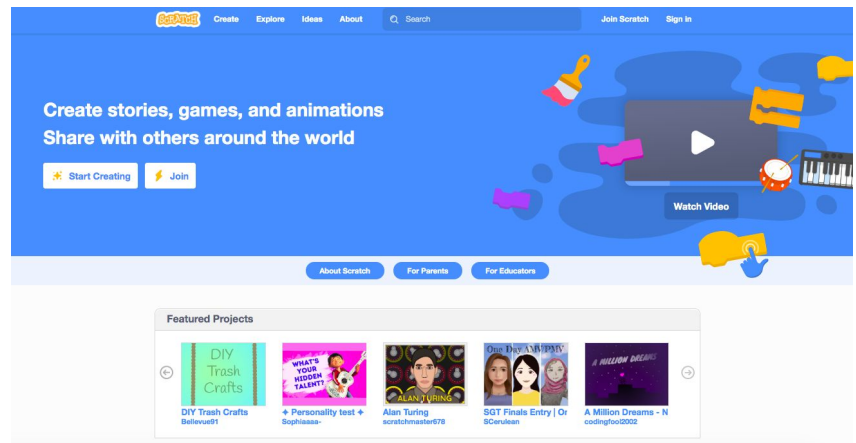 SCRATCH Create Explore Ideas About Search Join Scratch Sign In
Create stories, games, and animations
Share with others around the world
Start Creating Join
Watch Video
About Scratch For Parents For Educators
Featured Projects
DIY
Trash
Crafts
WHAT'S
YOUR
HIDDEN
TALENT?
ALAN TURING
One Day AMV/PMV
A MILLION DREAMS
DIY Trash Crafts
Bellevue91
✦ Personality test ✦
Sophiaaaa-
Alan Turing
scratchmaster678
SGT Finals Entry | Or
SCerulean
A Million Dreams - N
codingfool2002